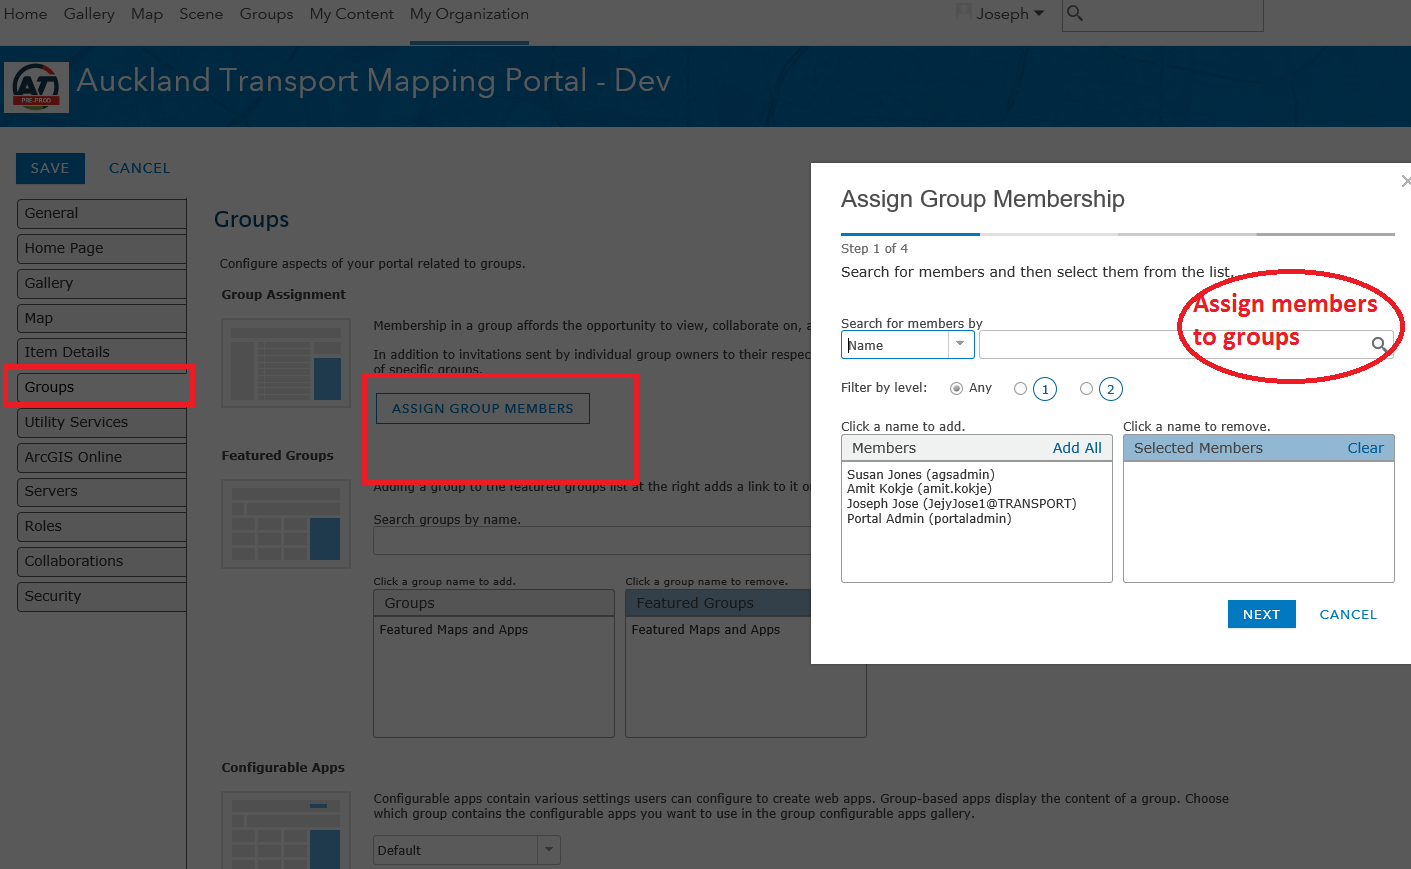 Home Gallery Map Scene Groups My Content My Organization Joseph
AT
PRE-PROD
Auckland Transport Mapping Portal - Dev
SAVE CANCEL
General
Home Page
Gallery
Map
Item Details
Groups
Utility Services
ArcGIS Online
Servers
Roles
Collaborations
Security
Groups
Configure aspects of your portal related to groups.
Group Assignment
Membership in a group affords the opportunity to view, collaborate on, a
In addition to invitations sent by individual group owners to their respec
of specific groups.
ASSIGN GROUP MEMBERS
Featured Groups
Adding a group to the featured groups list at the right adds a link to it o
Search groups by name.
Click a group name to add. Click a group name to remove.
Groups Featured Groups
Featured Maps and Apps Featured Maps and Apps
Configurable Apps
Configurable apps contain various settings users can configure to create web apps. Group-based apps display the content of a group. Choose
which group contains the configurable apps you want to use in the group configurable apps gallery.
Default
Assign Group Membership
Step 1 of 4
Search for members and then select them from the list.
Assign members
to groups
Search for members by
Name
Filter by level: Any 1 2
Click a name to add. Click a name to remove.
Members Add All Selected Members Clear
Susan Jones (agsadmin)
Amit Kokje (amit.kokje)
Joseph Jose (JejyJose1@TRANSPORT)
Portal Admin (portaladmin)
NEXT CANCEL